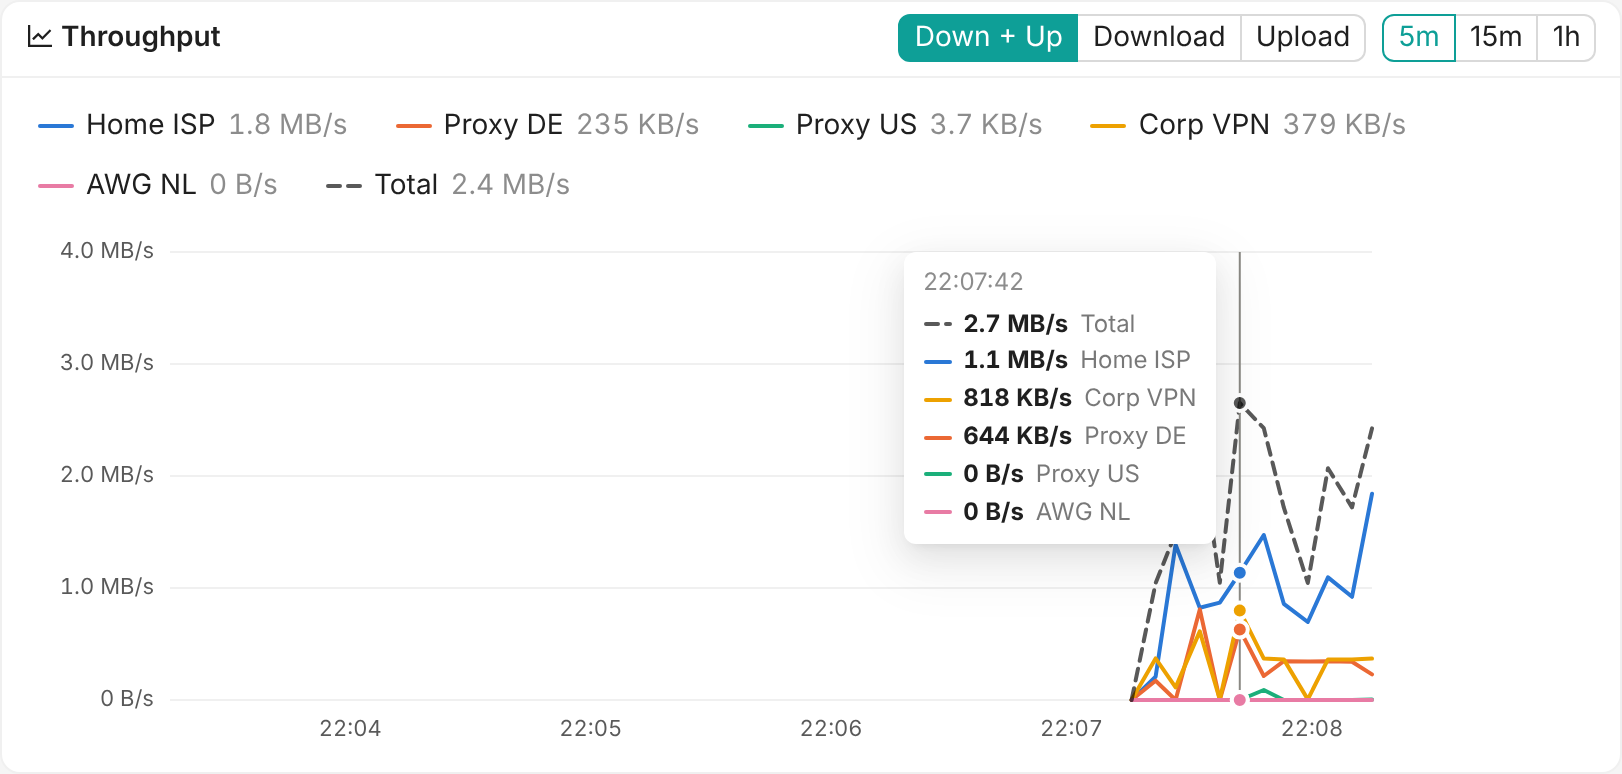 Throughput
Down + Up Download Upload 5m 15m 1h
Home ISP 1.8 MB/s Proxy DE 235 KB/s Proxy US 3.7 KB/s Corp VPN 379 KB/s
AWG NL 0 B/s Total 2.4 MB/s
4.0 MB/s
3.0 MB/s
2.0 MB/s
1.0 MB/s
0 B/s
22:07:42
2.7 MB/s Total
1.1 MB/s Home ISP
818 KB/s Corp VPN
644 KB/s Proxy DE
0 B/s Proxy US
0 B/s AWG NL
22:04 22:05 22:06 22:07 22:08